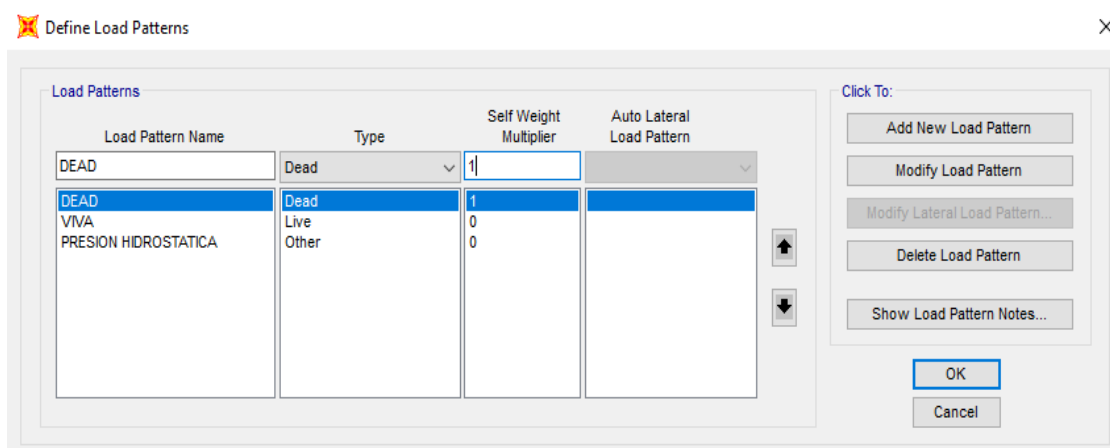 Define Load Patterns
Load Patterns
Click To:
Load Pattern Name
Type
Self Weight
Multiplier
Auto Lateral
Load Pattern
DEAD
Dead
1
DEAD
Dead
1
VIVA
Live
0
PRESION HIDROSTATICA
Other
0
Add New Load Pattern
Modify Load Pattern
Modify Lateral Load Pattern...
Delete Load Pattern
Show Load Pattern Notes...
OK
Cancel